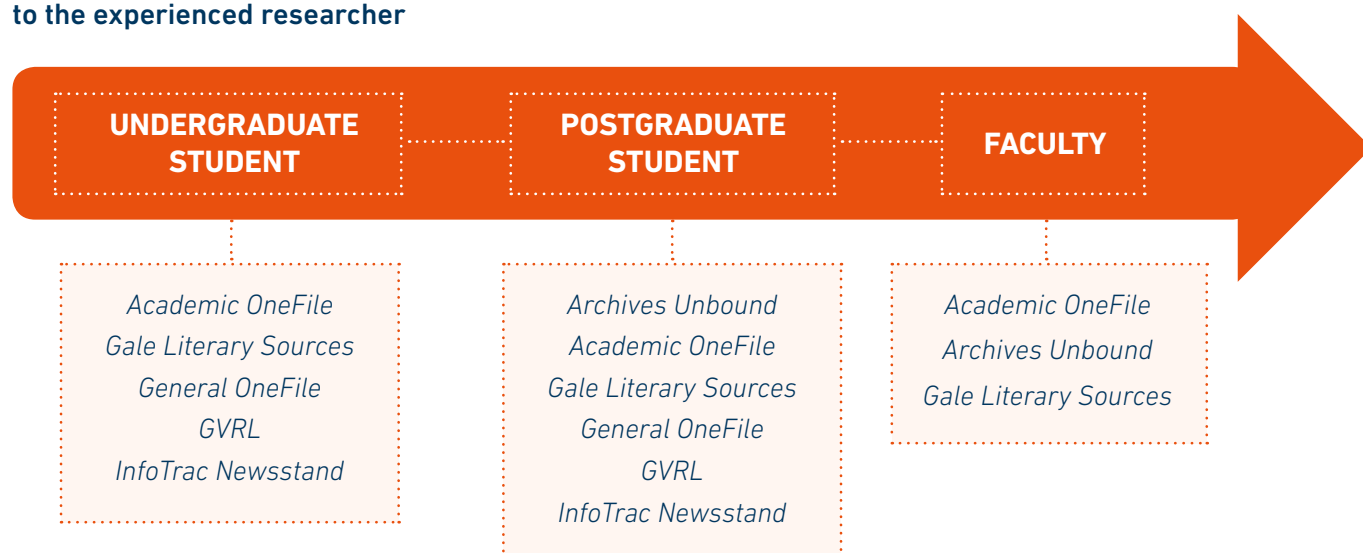 to the experienced researcher
UNDERGRADUATE
STUDENT
POSTGRADUATE
STUDENT
FACULTY
Academic OneFile
Gale Literary Sources
General OneFile
GVRL
InfoTrac Newsstand
Archives Unbound
Academic OneFile
Gale Literary Sources
General OneFile
GVRL
InfoTrac Newsstand
Academic OneFile
Archives Unbound
Gale Literary Sources